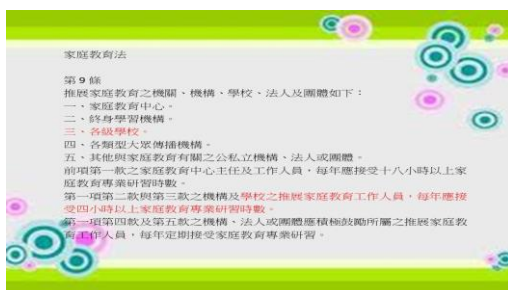 家庭教育法
第 9 條
推展家庭教育之機關、機構、學校、法人及團體如下：
一、家庭教育中心。
二、終身學習機構。
三、各級學校。
四、各類型大眾傳播機構。
五、其他與家庭教育有關之公私立機構、法人或團體。
前項第一款之家庭教育中心主任及工作人員，每年應接受十八小時以上家
庭教育專業研習時數。
第一項第二款與第三款之機構及學校之推展家庭教育工作人員，每年應接
受四小時以上家庭教育專業研習時數。
第一項第四款及第五款之機構、法人或團體應積極鼓勵所屬之推展家庭教
育工作人員，每年定期接受家庭教育專業研習。